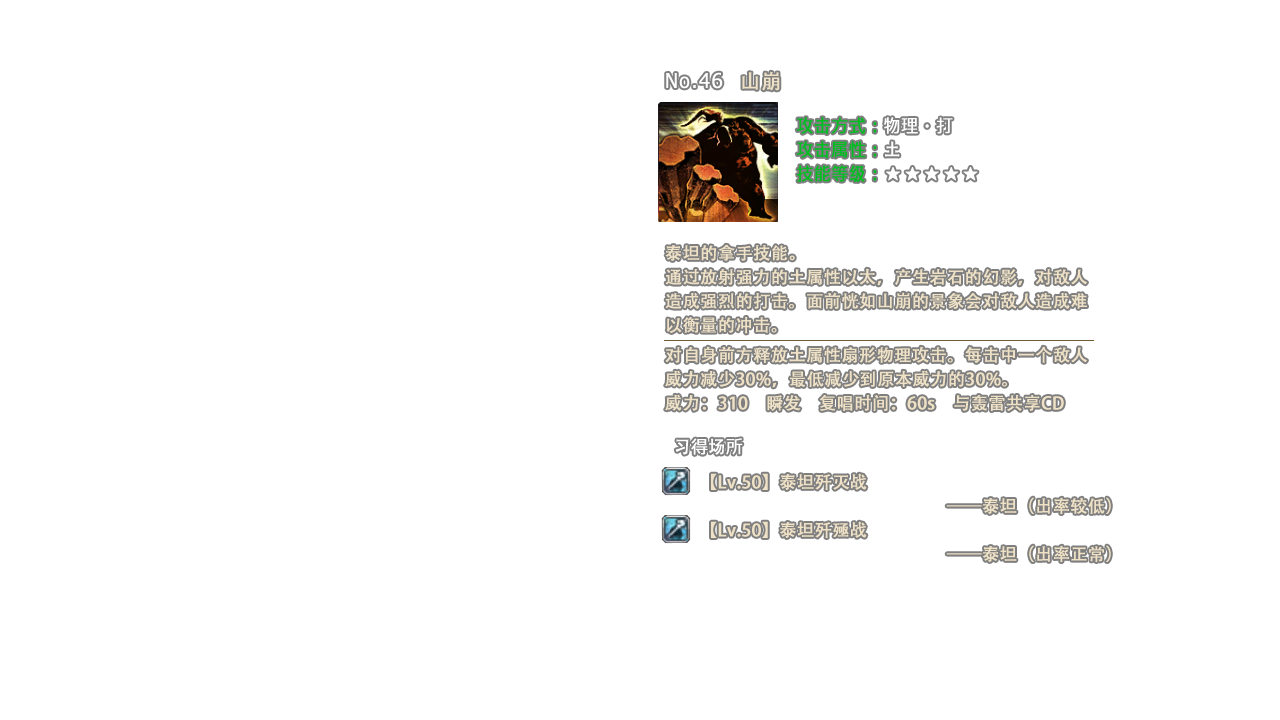 No.46 山崩
攻击方式：物理·打
攻击属性：土
技能等级：☆☆☆☆☆
泰坦的拿手技能。
通过放射强力的土属性以太，产生岩石的幻影，对敌人
造成强烈的打击。面前恍如山崩的景象会对敌人造成难
以衡量的冲击。
对自身前方释放土属性扇形物理攻击。每击中一个敌人
威力减少30%，最低减少到原本威力的30%。
威力：310 瞬发 复唱时间：60s 与轰雷共享CD
习得场所
【Lv.50】泰坦歼灭战
——泰坦（出率较低）
【Lv.50】泰坦歼殛战
——泰坦（出率正常）